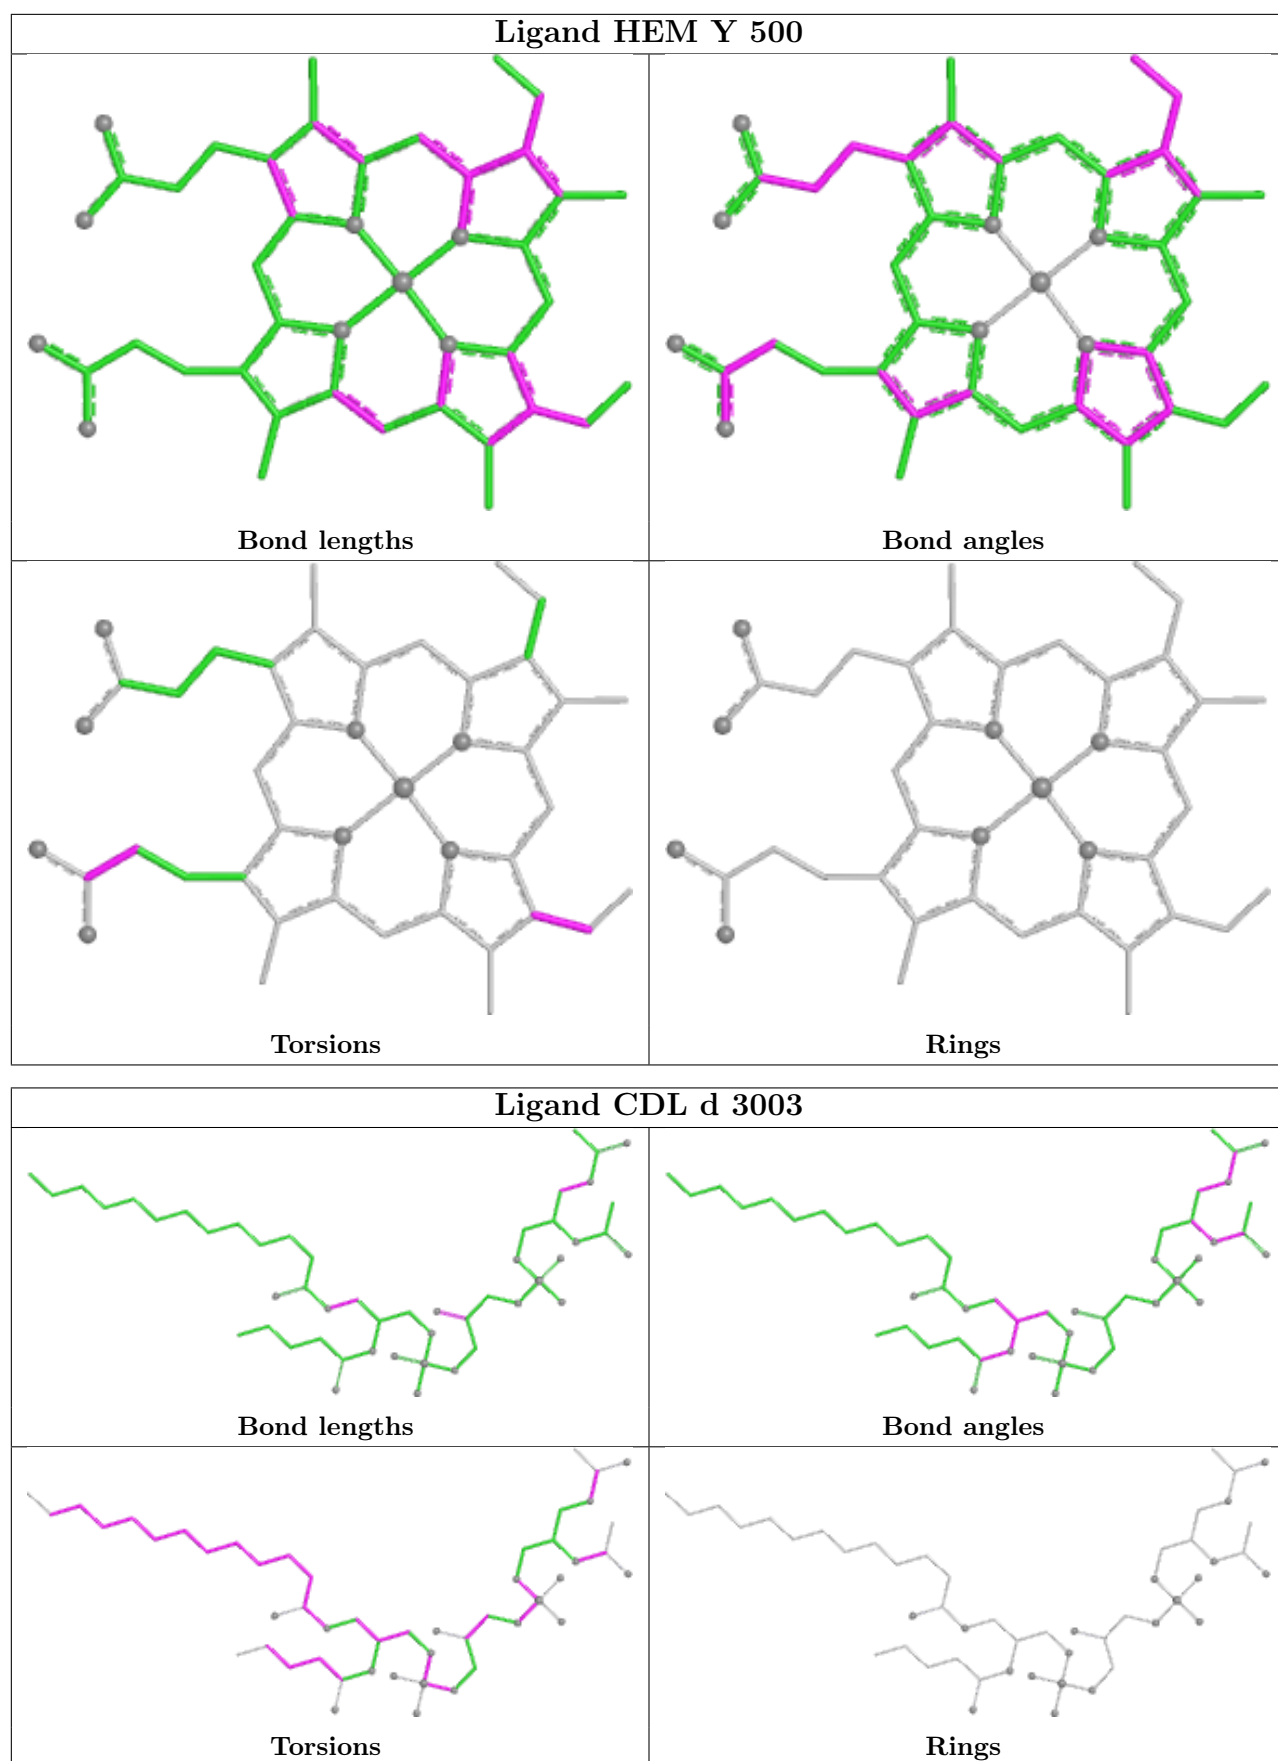 Ligand HEM Y 500
Bond lengths
Bond angles
Torsions
Rings
Ligand CDL d 3003
Bond lengths
Bond angles
Torsions
Rings